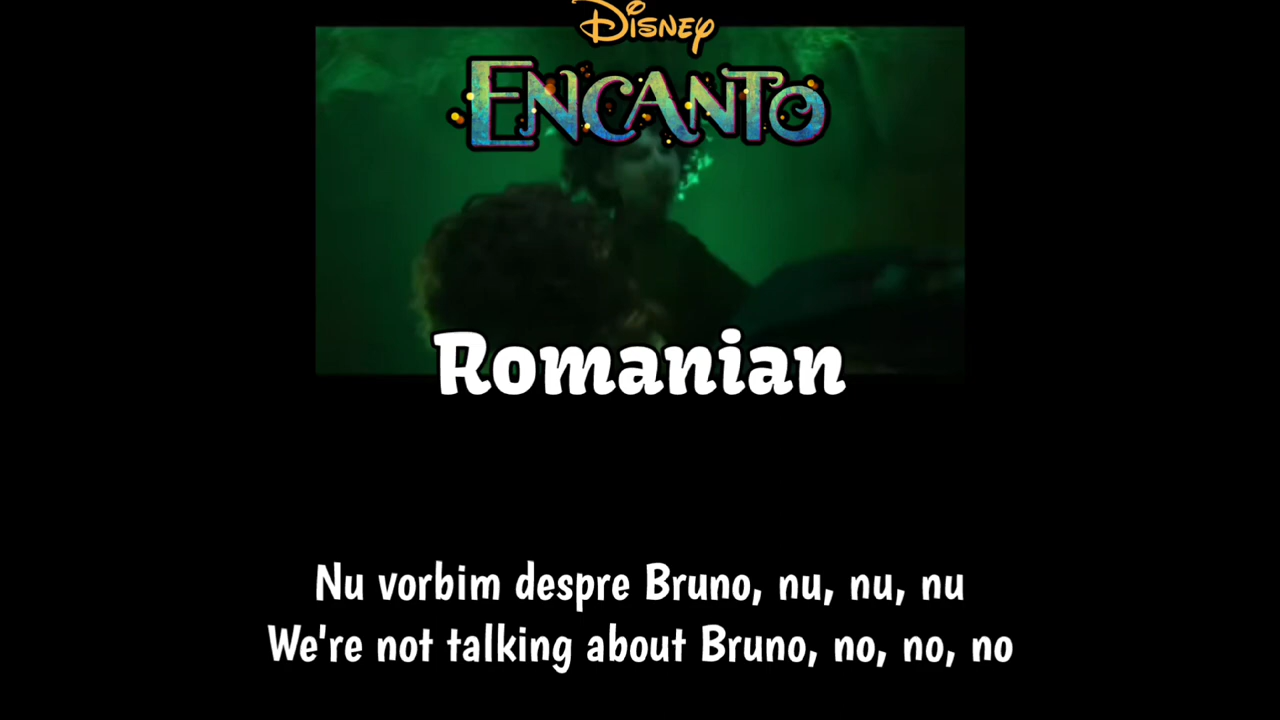 Disney
ENCANTO
Romanian
Nu vorbim despre Bruno, nu, nu, nu
We're not talking about Bruno, no, no, no